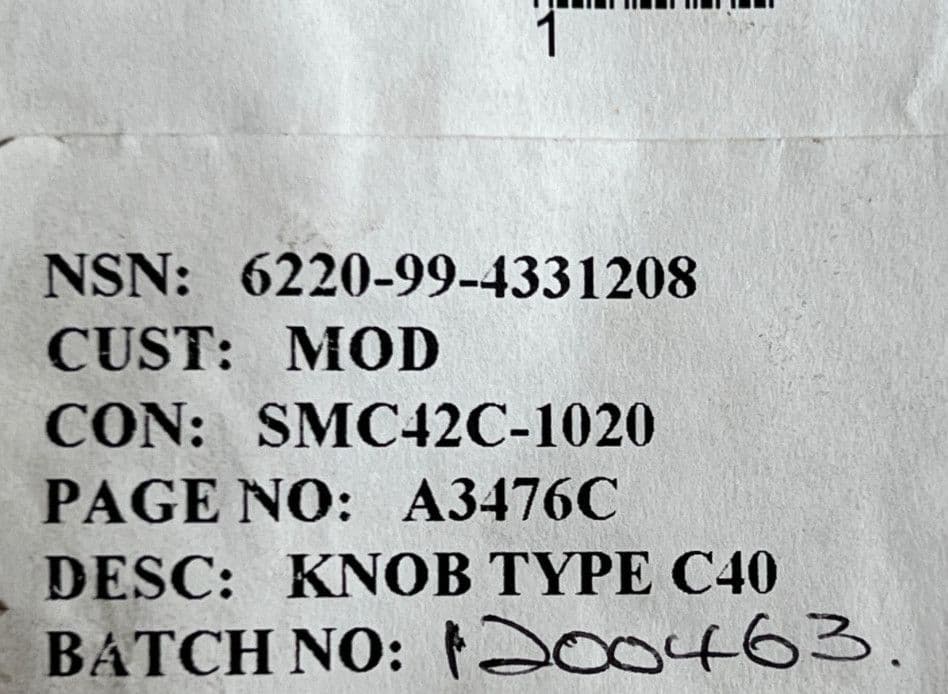 1
NSN: 6220-99-4331208
CUST: MOD
CON: SMC42C-1020
PAGE NO: A3476C
DESC: KNOB TYPE C40
BATCH NO: 1200463.